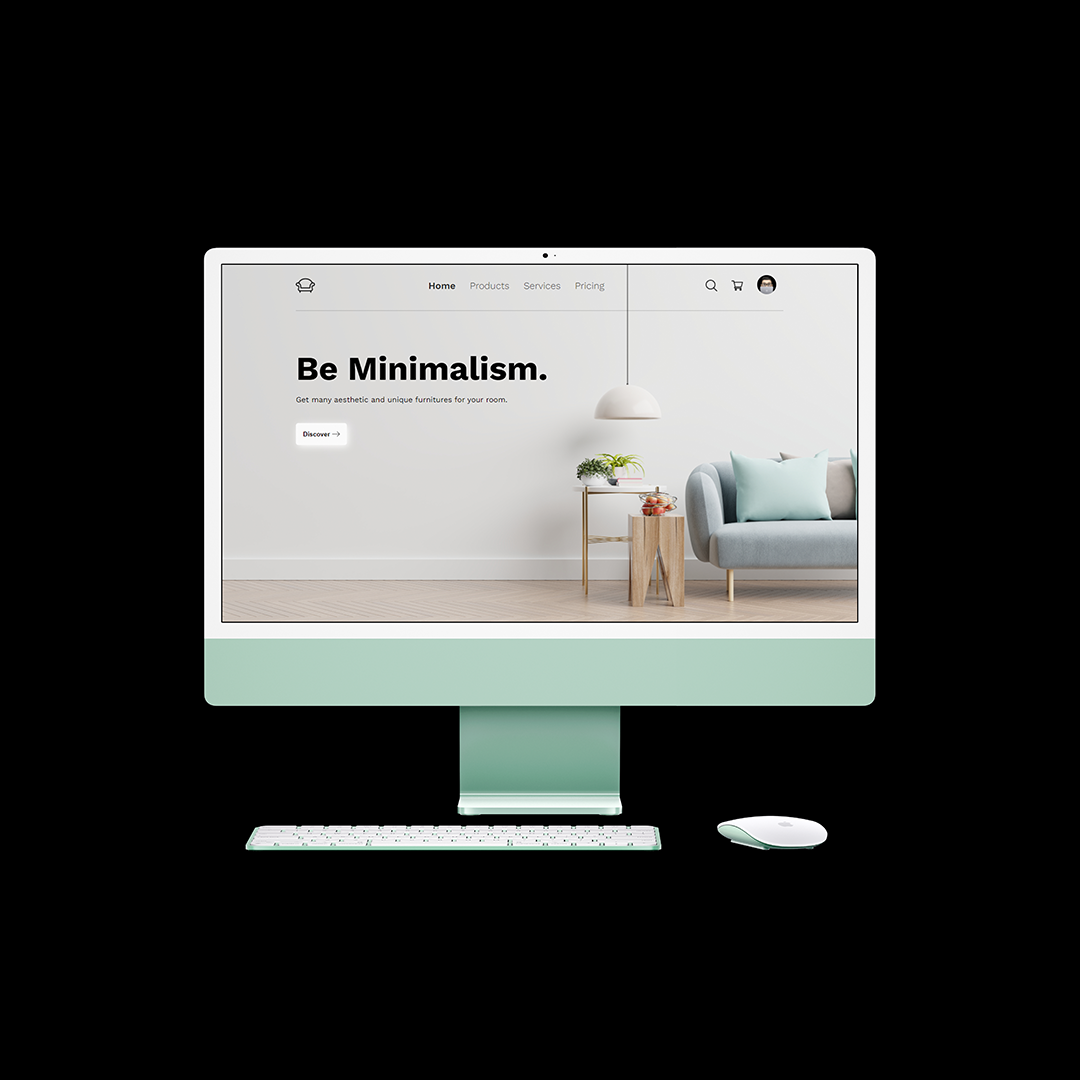 Home Products Services Pricing
Be Minimalism.
Get many aesthetic and unique furnitures for your room.
Discover →